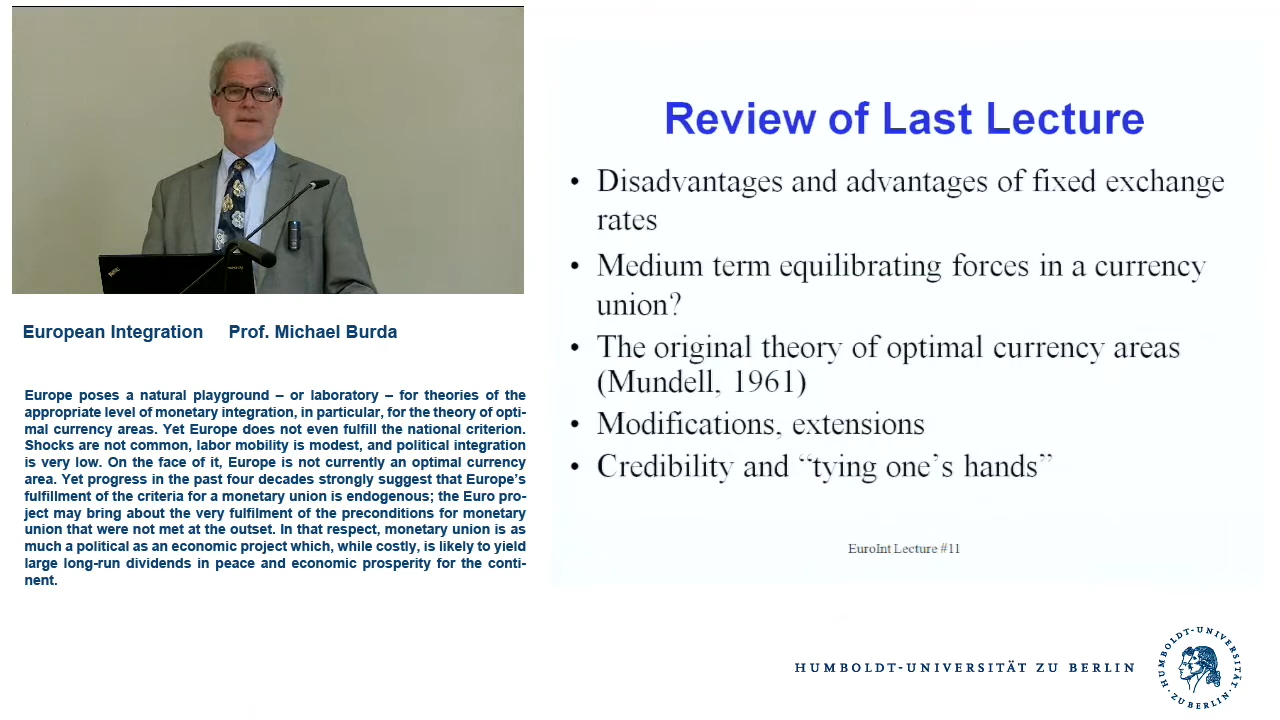 European Integration Prof. Michael Burda
Europe poses a natural playground – or laboratory – for theories of the
appropriate level of monetary integration, in particular, for the theory of opti-
mal currency areas. Yet Europe does not even fulfill the national criterion.
Shocks are not common, labor mobility is modest, and political integration
is very low. On the face of it, Europe is not currently an optimal currency
area. Yet progress in the past four decades strongly suggest that Europe's
fulfillment of the criteria for a monetary union is endogenous; the Euro pro-
ject may bring about the very fulfilment of the preconditions for monetary
union that were not met at the outset. In that respect, monetary union is as
much a political as an economic project which, while costly, is likely to yield
large long-run dividends in peace and economic prosperity for the conti-
nent.
Review of Last Lecture
• Disadvantages and advantages of fixed exchange
rates
• Medium term equilibrating forces in a currency
union?
• The original theory of optimal currency areas
(Mundell, 1961)
• Modifications, extensions
• Credibility and “tying one’s hands”
EuroInt Lecture #11
HUMBOLDT-UNIVERSITÄT ZU BERLIN
HUMBOLDT-UNIVERSITÄT · ZU BERLIN ·